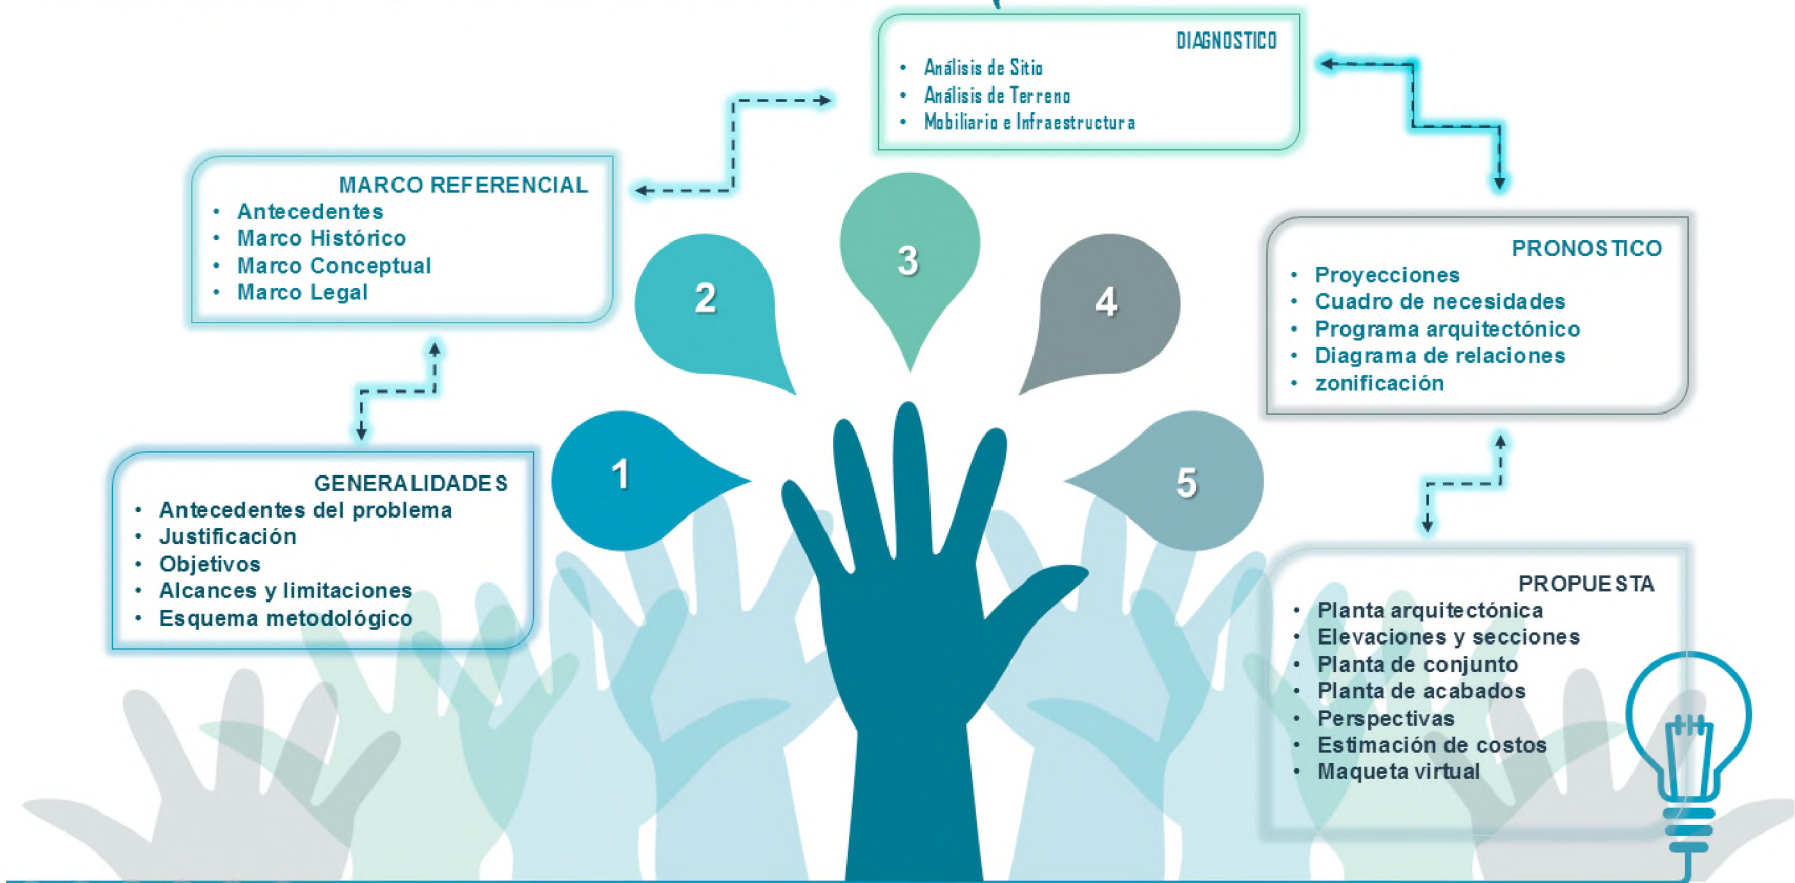 GENERALIDADES
• Antecedentes del problema
• Justificación
• Objetivos
• Alcances y limitaciones
• Esquema metodológico
MARCO REFERENCIAL
• Antecedentes
• Marco Histórico
• Marco Conceptual
• Marco Legal
DIAGNOSTICO
• Análisis de Sitio
• Análisis de Terreno
• Mobiliario e Infraestructura
PRONOSTICO
• Proyecciones
• Cuadro de necesidades
• Programa arquitectónico
• Diagrama de relaciones
• zonificación
PROPUESTA
• Planta arquitectónica
• Elevaciones y secciones
• Planta de conjunto
• Planta de acabados
• Perspectivas
• Estimación de costos
• Maqueta virtual
1
2
3
4
5